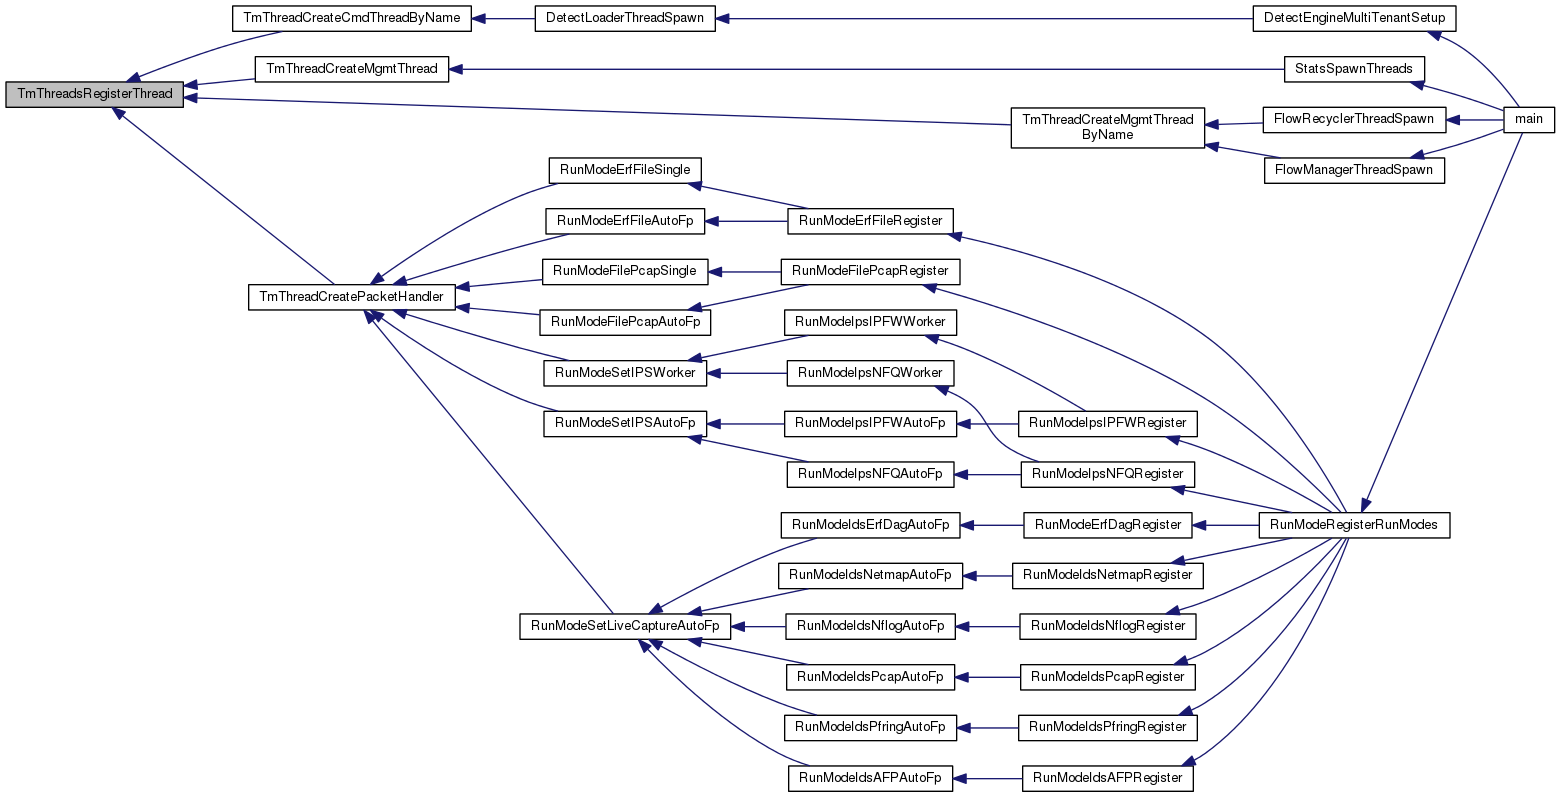 TmThreadCreateCmdThreadByName
DetectLoaderThreadSpawn
DetectEngineMultiTenantSetup
TmThreadCreateMgmtThread
StatsSpawnThreads
TmThreadsRegisterThread
TmThreadCreateMgmtThread
ByName
FlowRecyclerThreadSpawn
main
FlowManagerThreadSpawn
RunModeErfFileSingle
RunModeErfFileAutoFp
RunModeErfFileRegister
RunModeFilePcapSingle
RunModeFilePcapRegister
TmThreadCreatePacketHandler
RunModeFilePcapAutoFp
RunModeIpsIPFWWorker
RunModeSetIPSWorker
RunModeIpsNFQWorker
RunModeSetIPSAutoFp
RunModeIpsIPFWAutoFp
RunModeIpsIPFWRegister
RunModeIpsNFQAutoFp
RunModeIpsNFQRegister
RunModeIdsErfDagAutoFp
RunModeErfDagRegister
RunModeRegisterRunModes
RunModeIdsNetmapAutoFp
RunModeIdsNetmapRegister
RunModeSetLiveCaptureAutoFp
RunModeIdsNflogAutoFp
RunModeIdsNflogRegister
RunModeIdsPcapAutoFp
RunModeIdsPcapRegister
RunModeIdsPfringAutoFp
RunModeIdsPfringRegister
RunModeIdsAFPAutoFp
RunModeIdsAFPRegister